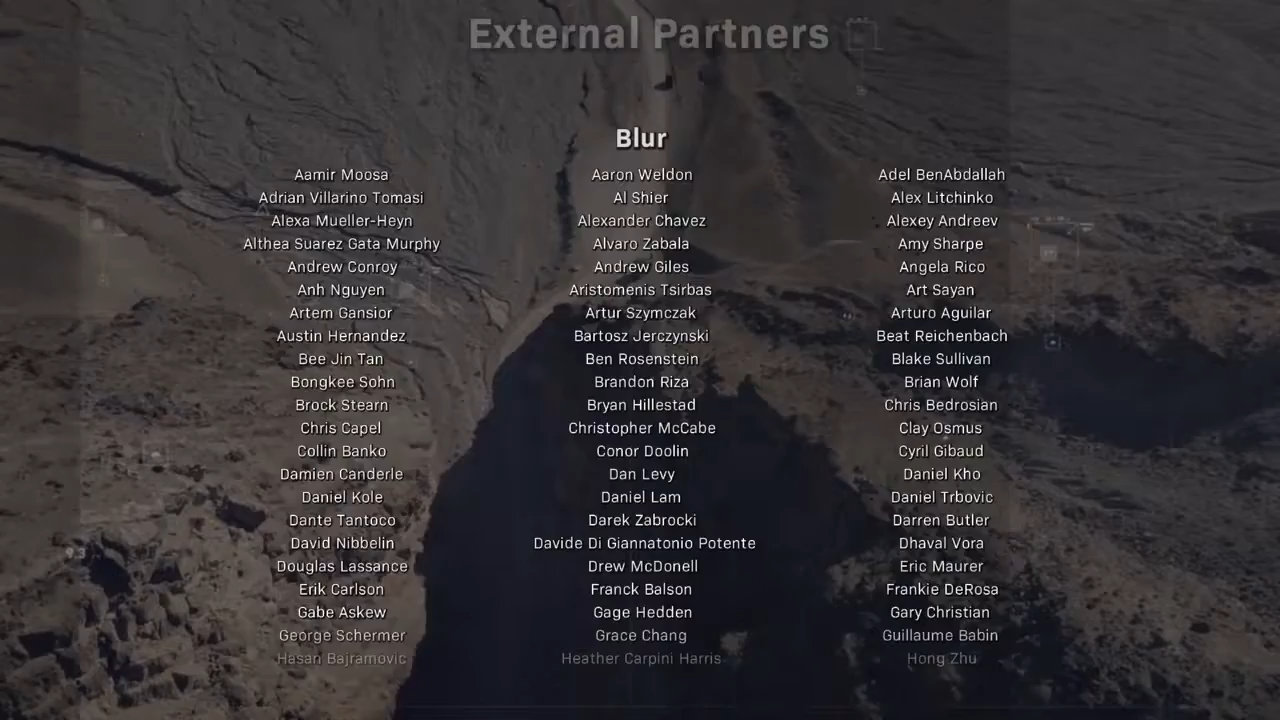 External Partners
Blur
Aamir Moosa Aaron Weldon Adel BenAbdallah
Adrian Villarino Tomasi Al Shier Alex Litchinko
Alexa Mueller-Heyn Alexander Chavez Alexey Andreev
Althea Suarez Gata Murphy Alvaro Zabala Amy Sharpe
Andrew Conroy Andrew Giles Angela Rico
Anh Nguyen Aristomenis Tsirbas Art Sayan
Artem Gansior Artur Szymczak Arturo Aguilar
Austin Hernandez Bartosz Jerczynski Beat Reichenbach
Bee Jin Tan Ben Rosenstein Blake Sullivan
Bongkee Sohn Brandon Riza Brian Wolf
Brock Stearn Bryan Hillestad Chris Bedrosian
Chris Capel Christopher McCabe Clay Osmus
Collin Banko Conor Doolin Cyril Gibaud
Damien Canderle Dan Levy Daniel Kho
Daniel Kole Daniel Lam Daniel Trbovic
Dante Tantoco Darek Zabrocki Darren Butler
David Nibbelin Davide Di Giannatonio Potente Dhaval Vora
Douglas Lassance Drew McDonell Eric Maurer
Erik Carlson Franck Balson Frankie DeRosa
Gabe Askew Gage Hedden Gary Christian
George Schermer Grace Chang Guillaume Babin
Hasan Bajramovic Heather Carpini Harris Hong Zhu